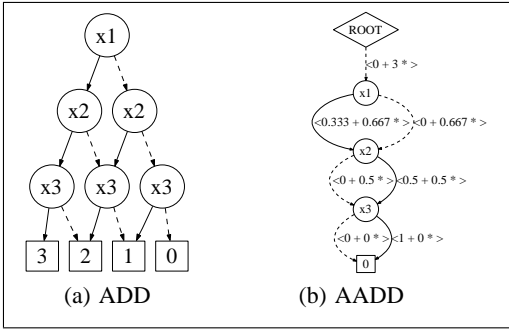 x1
x2 x2
x3 x3 x3
3 2 1 0
(a) ADD
ROOT
<0 + 3 * >
x1
<0.333 + 0.667 * > <0 + 0.667 * >
x2
<0 + 0.5 * > <0.5 + 0.5 * >
x3
<0 + 0 * > <1 + 0 * >
0
(b) AADD